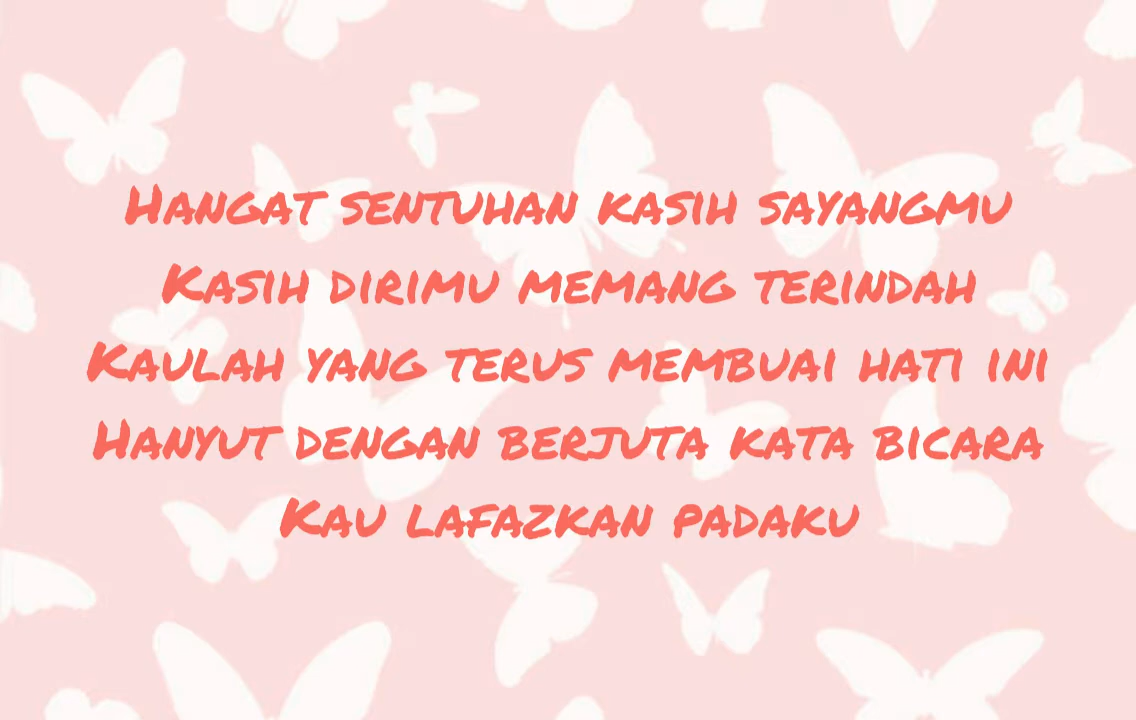 Hangat sentuhan kasih sayangmu
Kasih dirimu memang terindah
Kaulah yang terus membuai hati ini
Hanyut dengan berjuta kata bicara
Kau lafazkan padaku